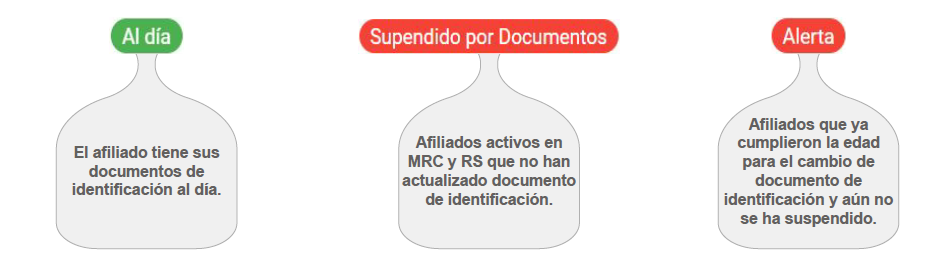 Al día
El afiliado tiene sus
documentos de
identificación al día.
Supendido por Documentos
Afiliados activos en
MRC y RS que no han
actualizado documento
de identificación.
Alerta
Afiliados que ya
cumplieron la edad
para el cambio de
documento de
identificación y aún no
se ha suspendido.